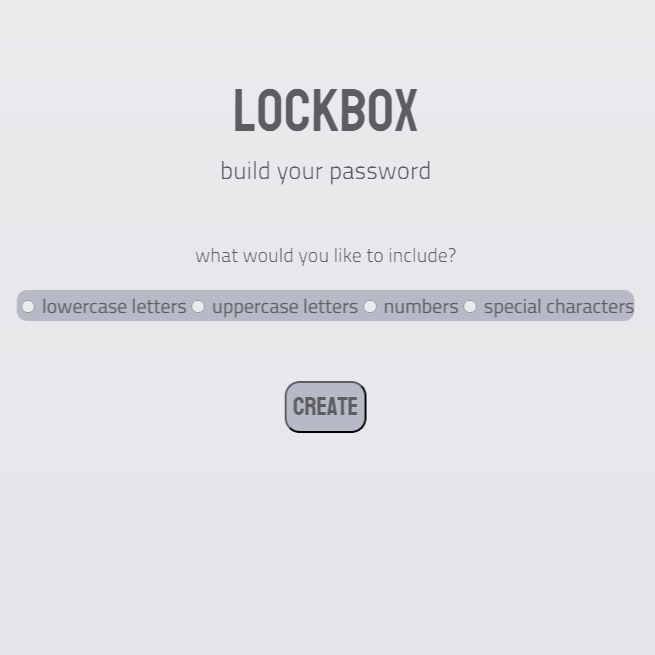 LOCKBOX
build your password
what would you like to include?
lowercase letters uppercase letters numbers special characters
CREATE